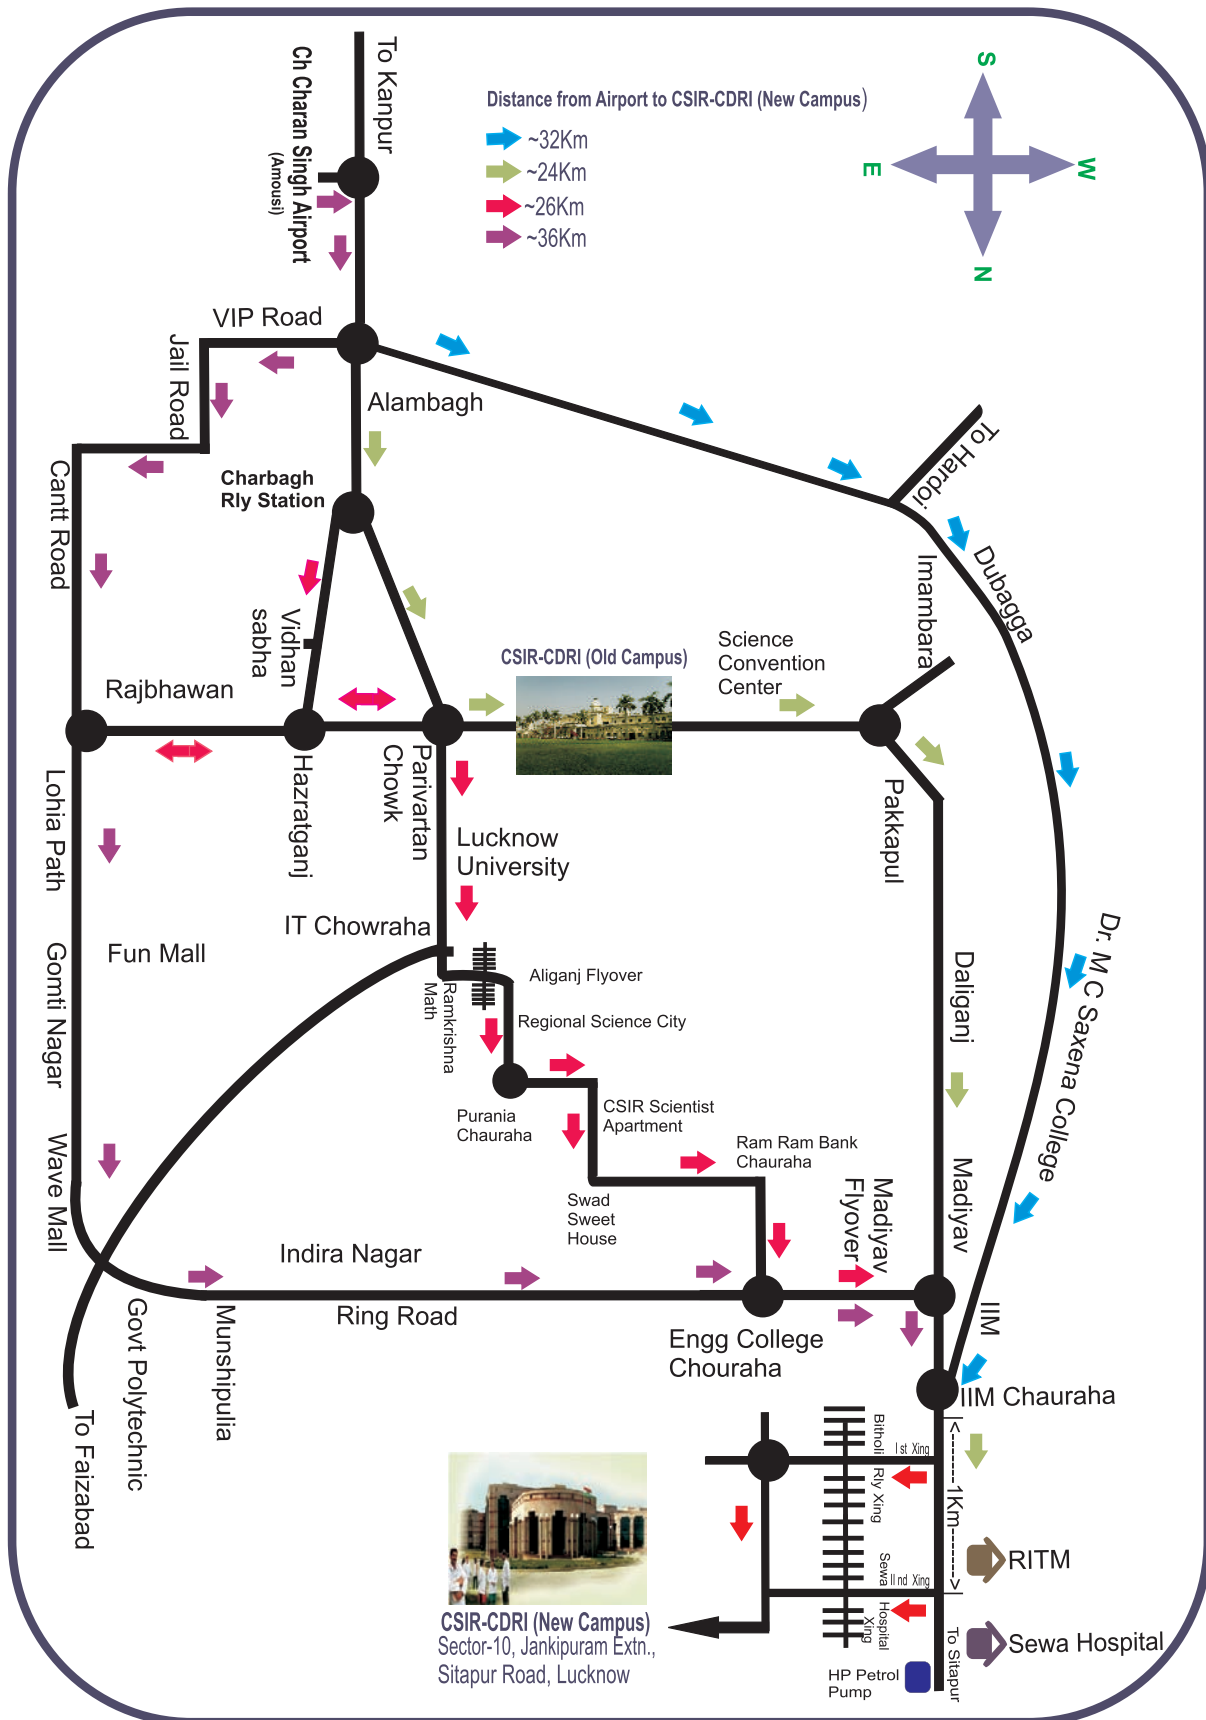 To Kanpur
Ch Charan Singh Airport
(Amousi)
Distance from Airport to CSIR-CDRI (New Campus)
~32Km
~24Km
~26Km
~36Km
S
E
W
N
VIP Road
Jail Road
Alambagh
Cantt Road
Charbagh
Rly Station
To Hardoi
Dubagga
Imambara
Vidhan
sabha
Rajbhawan
CSIR-CDRI (Old Campus)
Science
Convention
Center
Lohia Path
Hazratganj
Parivartan
Chowk
Pakkapul
Lucknow
University
IT Chowraha
Fun Mall
Gomti Nagar
Ramkrishna
Math
Aliganj Flyover
Regional Science City
Daliganj
Dr. M C Saxena College
Purania
Chauraha
CSIR Scientist
Apartment
Ram Ram Bank
Chauraha
Wave Mall
Swad
Sweet
House
Madiyav
Flyover
Madiyav
Indira Nagar
Ring Road
Govt Polytechnic
Munshipulia
Engg College
Chouraha
IIM
IIM Chauraha
To Faizabad
Bitholi
Rly Xing
I st Xing
1Km
RITM
Sewa
Hospital
Xing
II nd Xing
CSIR-CDRI (New Campus)
Sector-10, Jankipuram Extn.,
Sitapur Road, Lucknow
To Sitapur
Sewa Hospital
HP Petrol
Pump